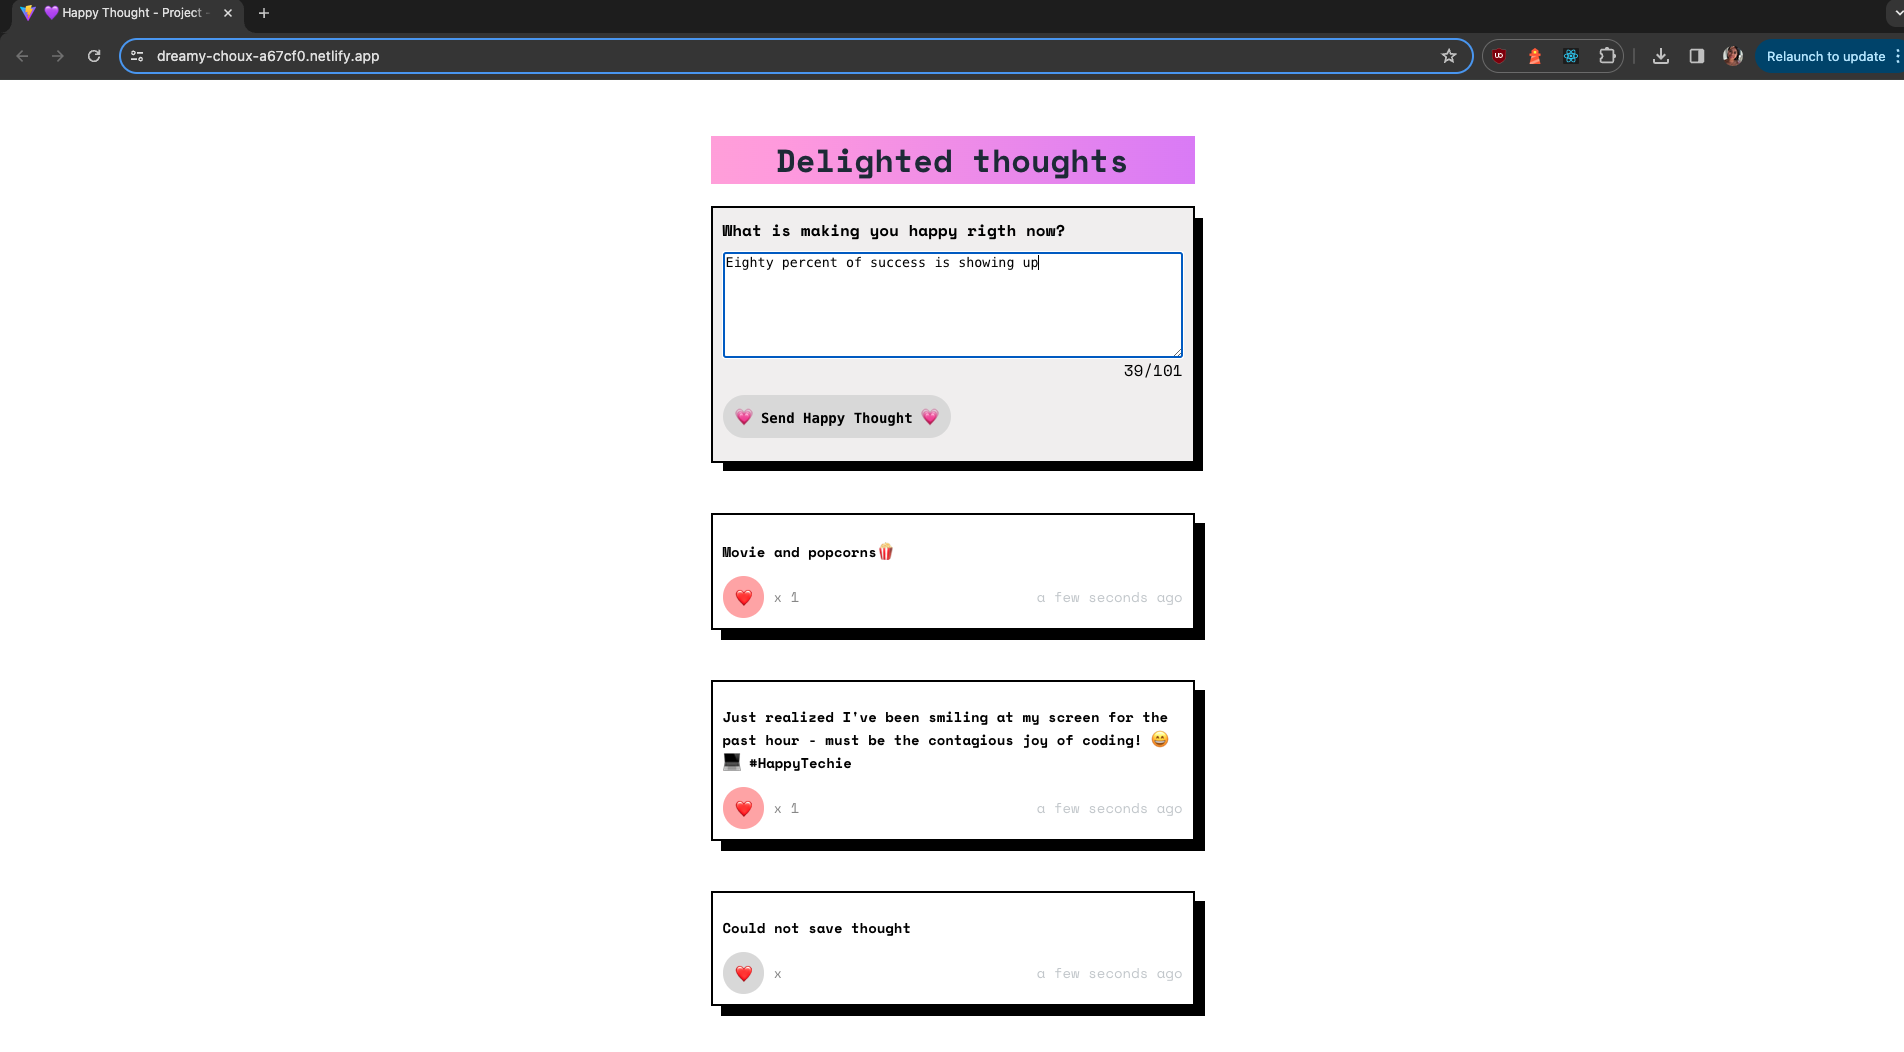 💜 Happy Thought - Project -
dreamy-choux-a67cf0.netlify.app
Relaunch to update
Delighted thoughts
What is making you happy rigth now?
Eighty percent of success is showing up
39/101
💗 Send Happy Thought 💗
Movie and popcorns🍿
❤️ x 1 a few seconds ago
Just realized I've been smiling at my screen for the
past hour - must be the contagious joy of coding! 😄
💻 #HappyTechie
❤️ x 1 a few seconds ago
Could not save thought
❤️ x a few seconds ago